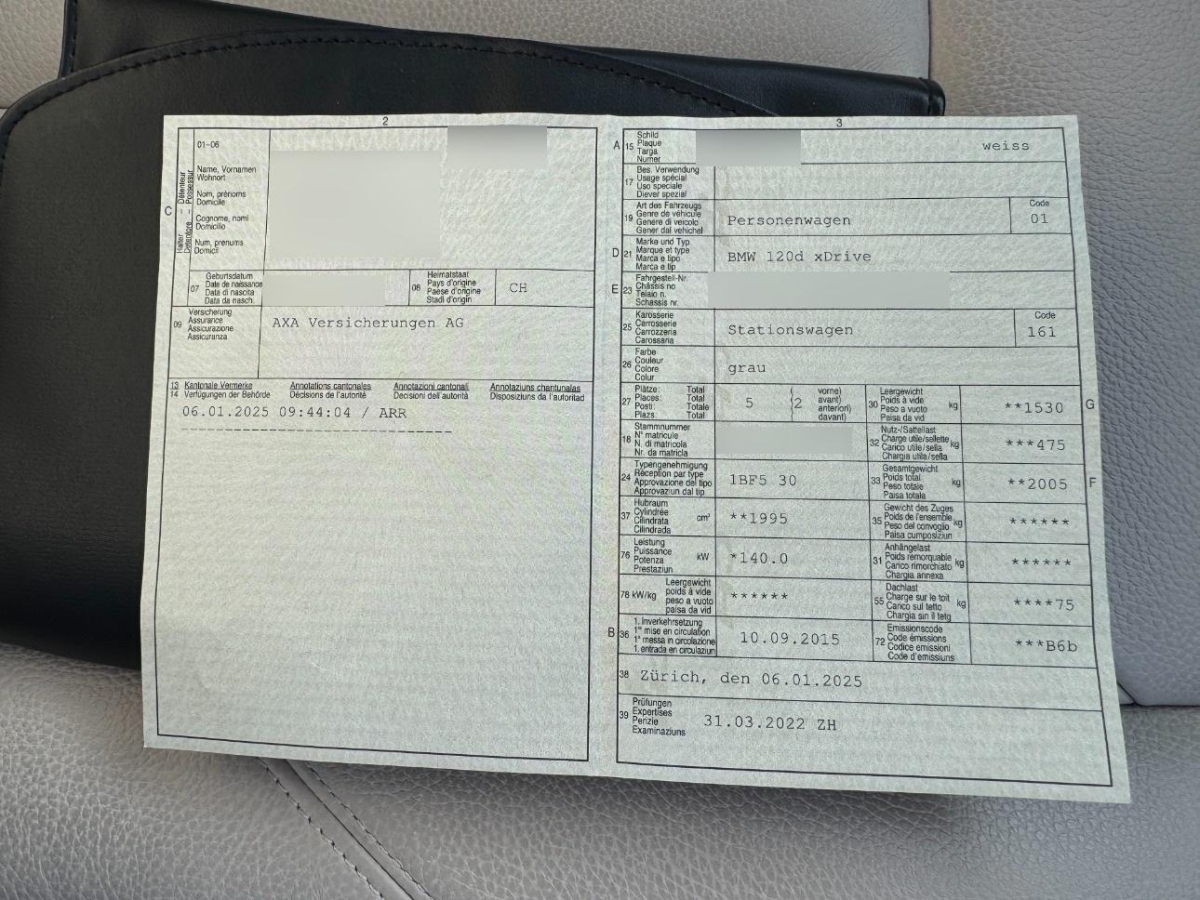 2
01-06
C
Halter - Détenteur
Detentore - Possessur
Name, Vornamen
Wohnort
Nom, prénoms
Domicile
Cognome, nomi
Domicilio
Num, prenums
Domicil
07
Geburtsdatum
Date de naissance
Data di nascita
Data da nasch.
08
Heimatstaat
Pays d'origine
Paese d'origine
Stadi d'origin
CH
09
Versicherung
Assurance
Assicurazione
Assicuranza
AXA Versicherungen AG
13 Kantonale Vermerke Annotations cantonales Annotazioni cantonali Annotaziuns chantunalas
14 Verfügungen der Behörde Décisions de l'autorité Decisioni dell'autorità Disposiziuns da l'autoritad
06.01.2025 09:44:04 / ARR
3
A 15
Schild
Plaque
Targa
Numer
weiss
17
Bes. Verwendung
Usage spécial
Uso speciale
Diever spezial
19
Art des Fahrzeugs
Genre de véhicule
Genere di veicolo
Gener dal vehichel
Personenwagen
Code
01
D 21
Marke und Typ
Marque et type
Marca e tipo
Marca e tip
BMW 120d xDrive
E 23
Fahrgestell-Nr.
Châssis no
Telaio n.
Schassis nr.
25
Karosserie
Carrosserie
Carrozzeria
Carossaria
Stationswagen
Code
161
26
Farbe
Couleur
Colore
Colur
grau
27
Plätze: Total
Places: Total
Posti: Totale
Plazs: Total
5
(2
vorne)
avant)
anteriori)
davant)
30
Leergewicht
Poids à vide
Peso a vuoto
Paisa da vid
kg
**1530
G
18
Stammnummer
N° matricule
N. di matricola
Nr. da matricla
32
Nutz-/Sattellast
Charge utile/sellette
Carico utile/sella
Chargia utila/sella
kg
***475
24
Typengenehmigung
Réception par type
Approvazione del tipo
Approvaziun dal tip
1BF5 30
33
Gesamtgewicht
Poids total
Peso totale
Paisa totala
kg
**2005
F
37
Hubraum
Cylindrée
Cilindrata
Cilindrada
cm³
**1995
35
Gewicht des Zuges
Poids de l'ensemble
Peso del convoglio
Paisa cumposiziun
kg
******
76
Leistung
Puissance
Potenza
Prestaziun
kW
*140.0
31
Anhängelast
Poids remorquable
Carico rimorchiato
Chargia annexa
kg
******
78 kW/kg
Leergewicht
poids à vide
peso a vuoto
paisa da vid
******
55
Dachlast
Charge sur le toit
Carico sul tetto
Chargia sin il tetg
kg
****75
B 36
1. Inverkehrsetzung
1re mise en circulation
1a messa in circolazione
1. entrada en circulaziun
10.09.2015
72
Emissionscode
Code émissions
Codice emissioni
Code d'emissiuns
***B6b
38
Zürich, den 06.01.2025
39
Prüfungen
Expertises
Perizie
Examinaziuns
31.03.2022 ZH